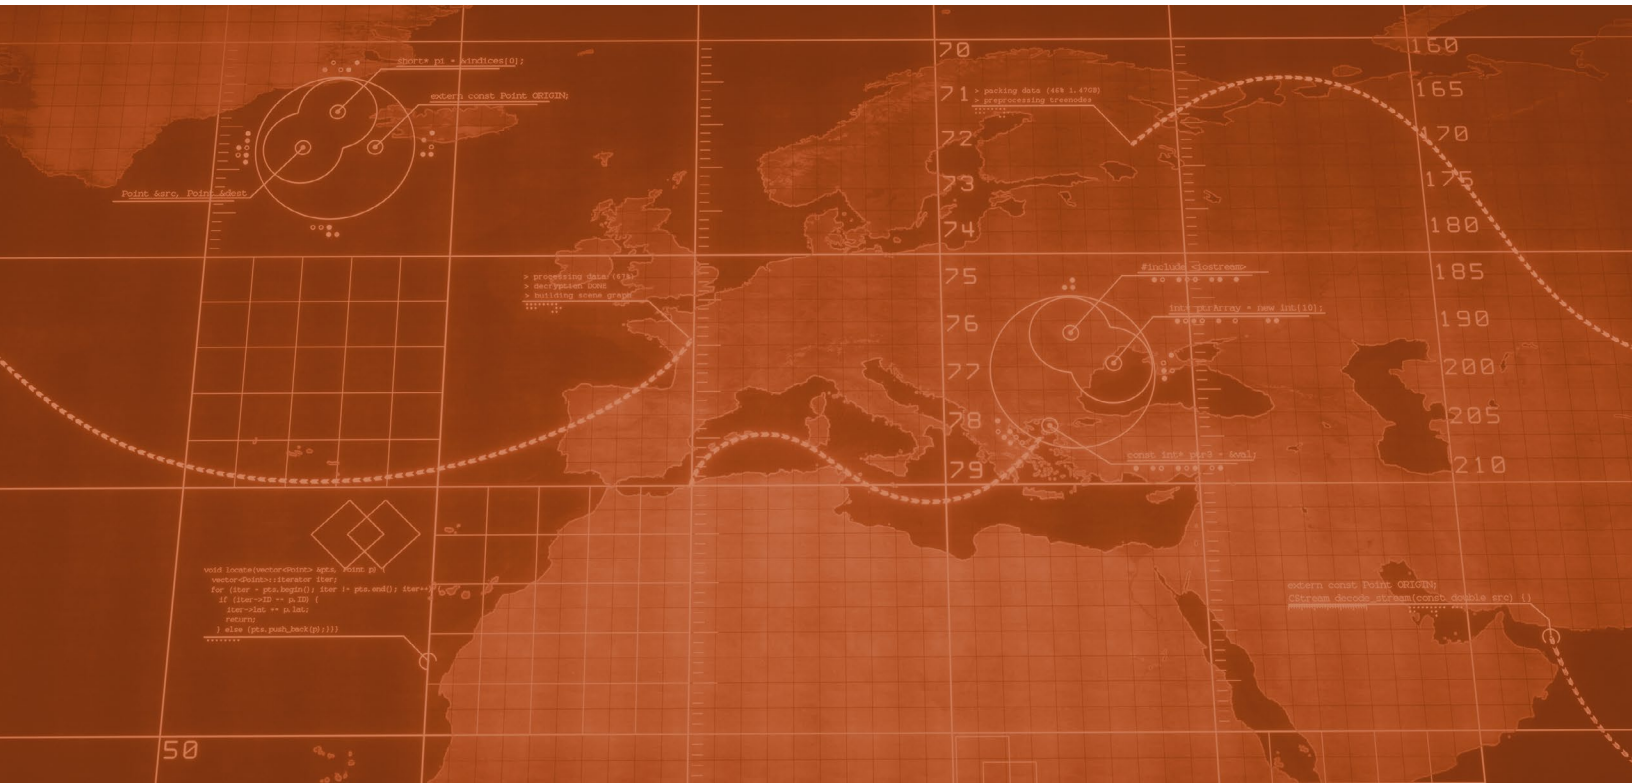 short* p1 = &indices[0];
extern const Point ORIGIN;
Point &src, Point &dest
> packing data (46% 1.47GB)
> preprocessing treenodes
> processing data (67%)
> decryption DONE
> building scene graph
#include <iostream>
int* ptrArray = new int[10];
const int* ptr3 = &val;
70
71
72
73
74
75
76
77
78
79
160
165
170
175
180
185
190
200
205
210
void locate(vector<Point> &pts, Point p) {
vector<Point>::iterator iter;
for (iter = pts.begin(); iter != pts.end(); iter++)
if (iter->ID == p.ID) {
iter->lat += p.lat;
return;
} else {pts.push_back(p);}}}
extern const Point ORIGIN;
CStream decode_stream(const double src) {}
50